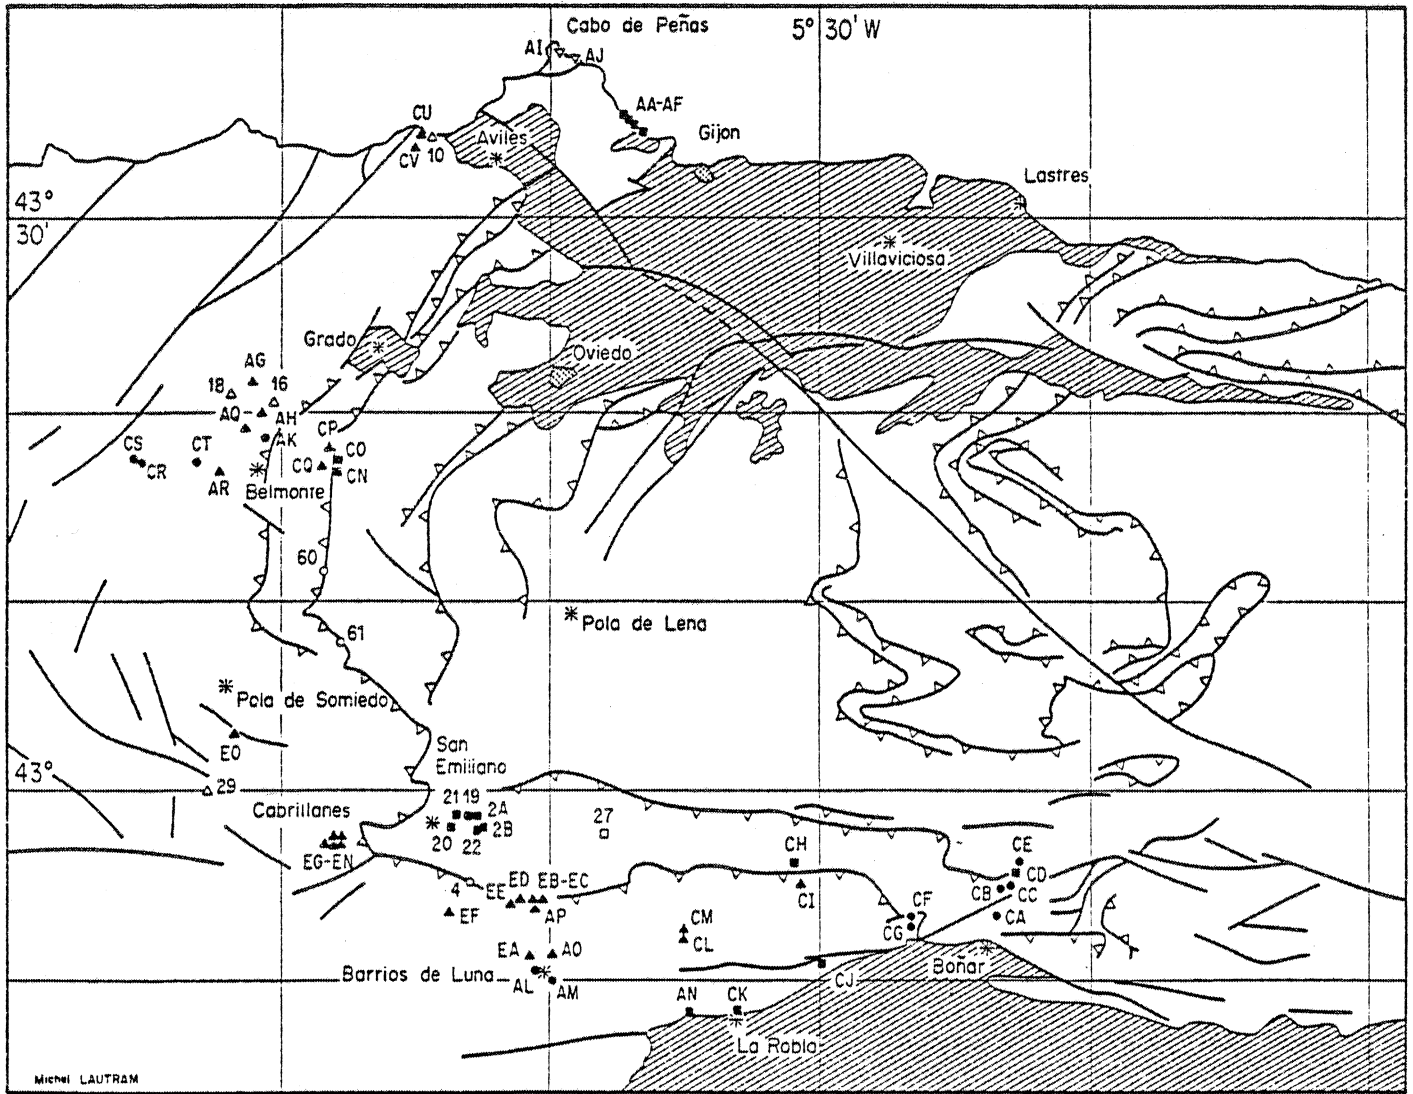 Cabo de Peñas
5° 30' W
AI
AJ
AA-AF
CU
Gijon
Aviles
CV
10
Lastres
43°
30'
Villaviciosa
Grado
Oviedo
AG
18
16
AQ
AH
AK
CP
CS
CT
CO
CR
CQ
CN
AR
Belmonte
60
61
Pola de Lena
Pola de Somiedo
EO
San
Emiliano
43°
29
Cabrillanes
21
19
2A
27
20
22
2B
EG-EN
CH
CE
CD
4
ED
EB-EC
CB
CC
EE
CI
EF
AP
CF
CA
CM
CG
CL
EA
AO
Boñar
Barrios de Luna
AL
AM
CJ
AN
CK
La Robla
Michel LAUTRAM